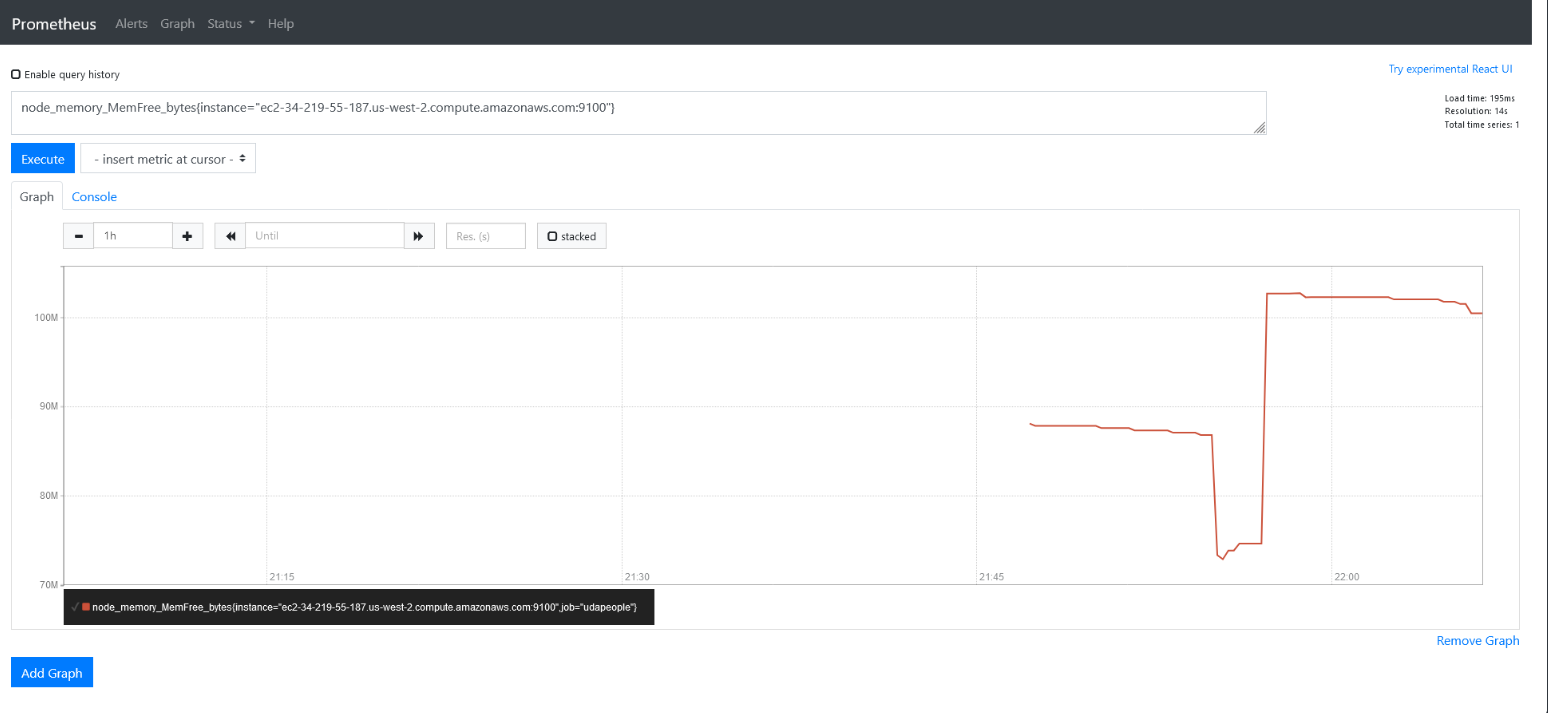 Prometheus Alerts Graph Status Help
Enable query history
Try experimental React UI
node_memory_MemFree_bytes{instance="ec2-34-219-55-187.us-west-2.compute.amazonaws.com:9100"}
Load time: 195ms
Resolution: 14s
Total time series: 1
Execute - insert metric at cursor -
Graph Console
1h Until Res. (s) stacked
100M
90M
80M
70M
21:15 21:30 21:45 22:00
node_memory_MemFree_bytes{instance="ec2-34-219-55-187.us-west-2.compute.amazonaws.com:9100",job="udapeople"}
Remove Graph
Add Graph